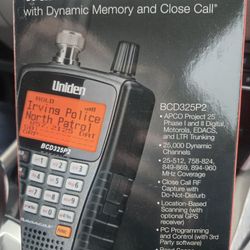 with Dynamic Memory and Close Call®
Uniden
HOLD
Irving Police
North Patrol
BCD325P2
BCD325P2
• APCO Project 25
Phase I and II Digital,
Motorola, EDACS,
and LTR Trunking
• 25,000 Dynamic
Channels
• 25-512, 758-824,
849-869, 894-960
MHz Coverage
• Close Call RF
Capture with
Do-Not-Disturb
• Location-Based
Scanning (with
optional GPS
receiver)
• PC Programming
and Control (with 3rd
Party software)